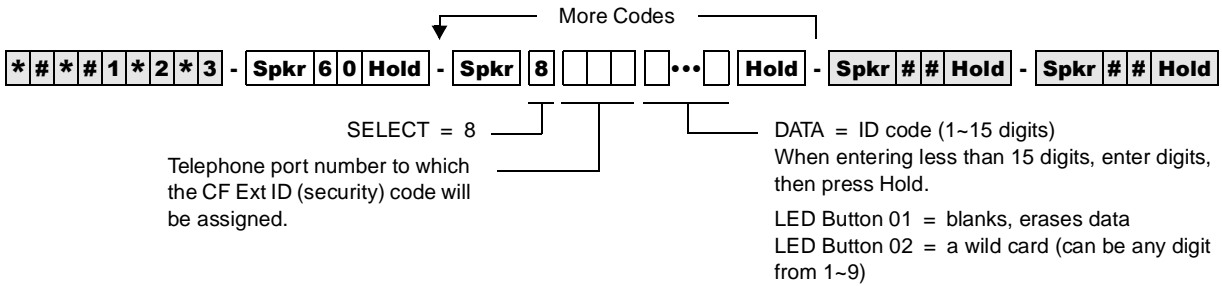 More Codes
*#*#1*2*3 - Spkr 6 0 Hold - Spkr 8 ... Hold - Spkr # # Hold - Spkr # # Hold
SELECT = 8
Telephone port number to which
the CF Ext ID (security) code will
be assigned.
DATA = ID code (1~15 digits)
When entering less than 15 digits, enter digits,
then press Hold.
LED Button 01 = blanks, erases data
LED Button 02 = a wild card (can be any digit
from 1~9)